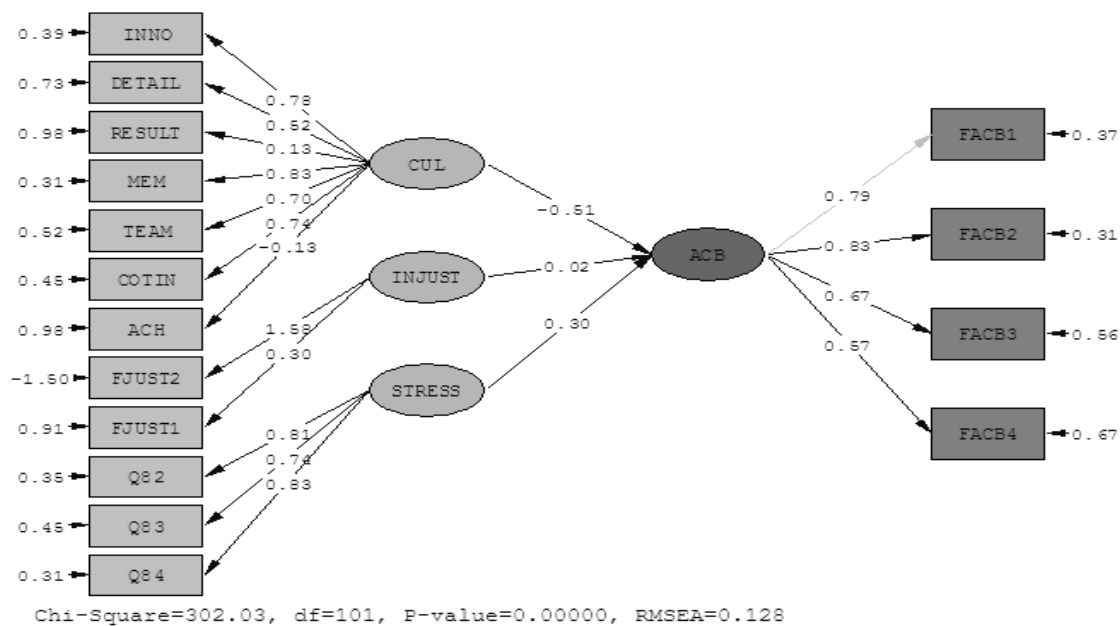 0.39 INNO
0.73 DETAIL
0.98 RESULT
0.31 MEM
0.52 TEAM
0.45 COTIN
0.98 ACH
-1.50 FJUST2
0.91 FJUST1
0.35 Q82
0.45 Q83
0.31 Q84
0.78
0.52
0.13
0.83
0.70
0.74
-0.13
1.58
0.30
0.81
0.74
0.83
CUL
INJUST
STRESS
-0.51
0.02
0.30
ACB
0.79
0.83
0.67
0.57
FACB1 0.37
FACB2 0.31
FACB3 0.56
FACB4 0.67
Chi-Square=302.03, df=101, P-value=0.00000, RMSEA=0.128